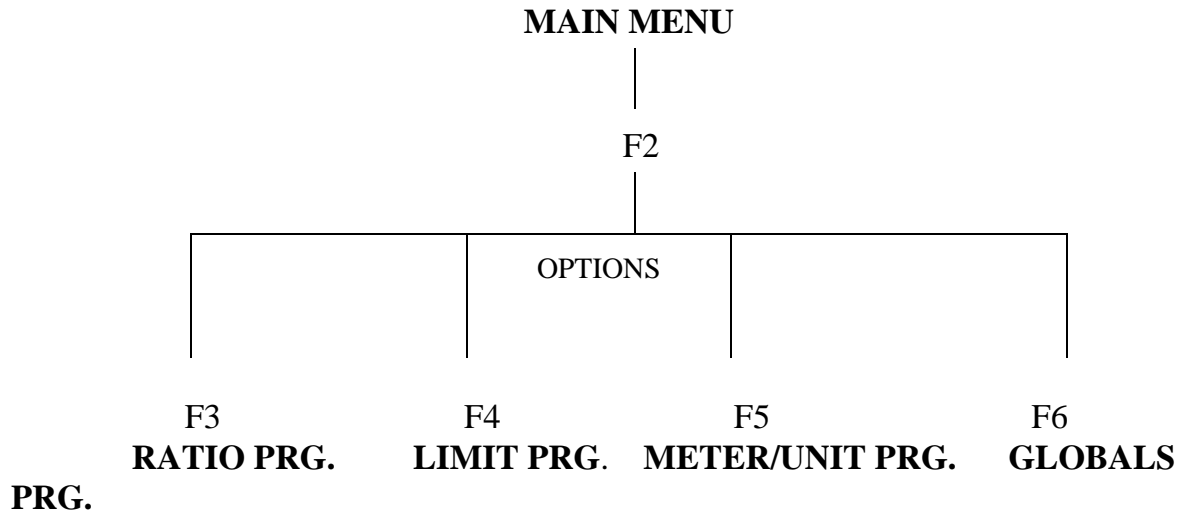 MAIN MENU
F2
OPTIONS
F3 F4 F5 F6
RATIO PRG. LIMIT PRG. METER/UNIT PRG. GLOBALS
PRG.